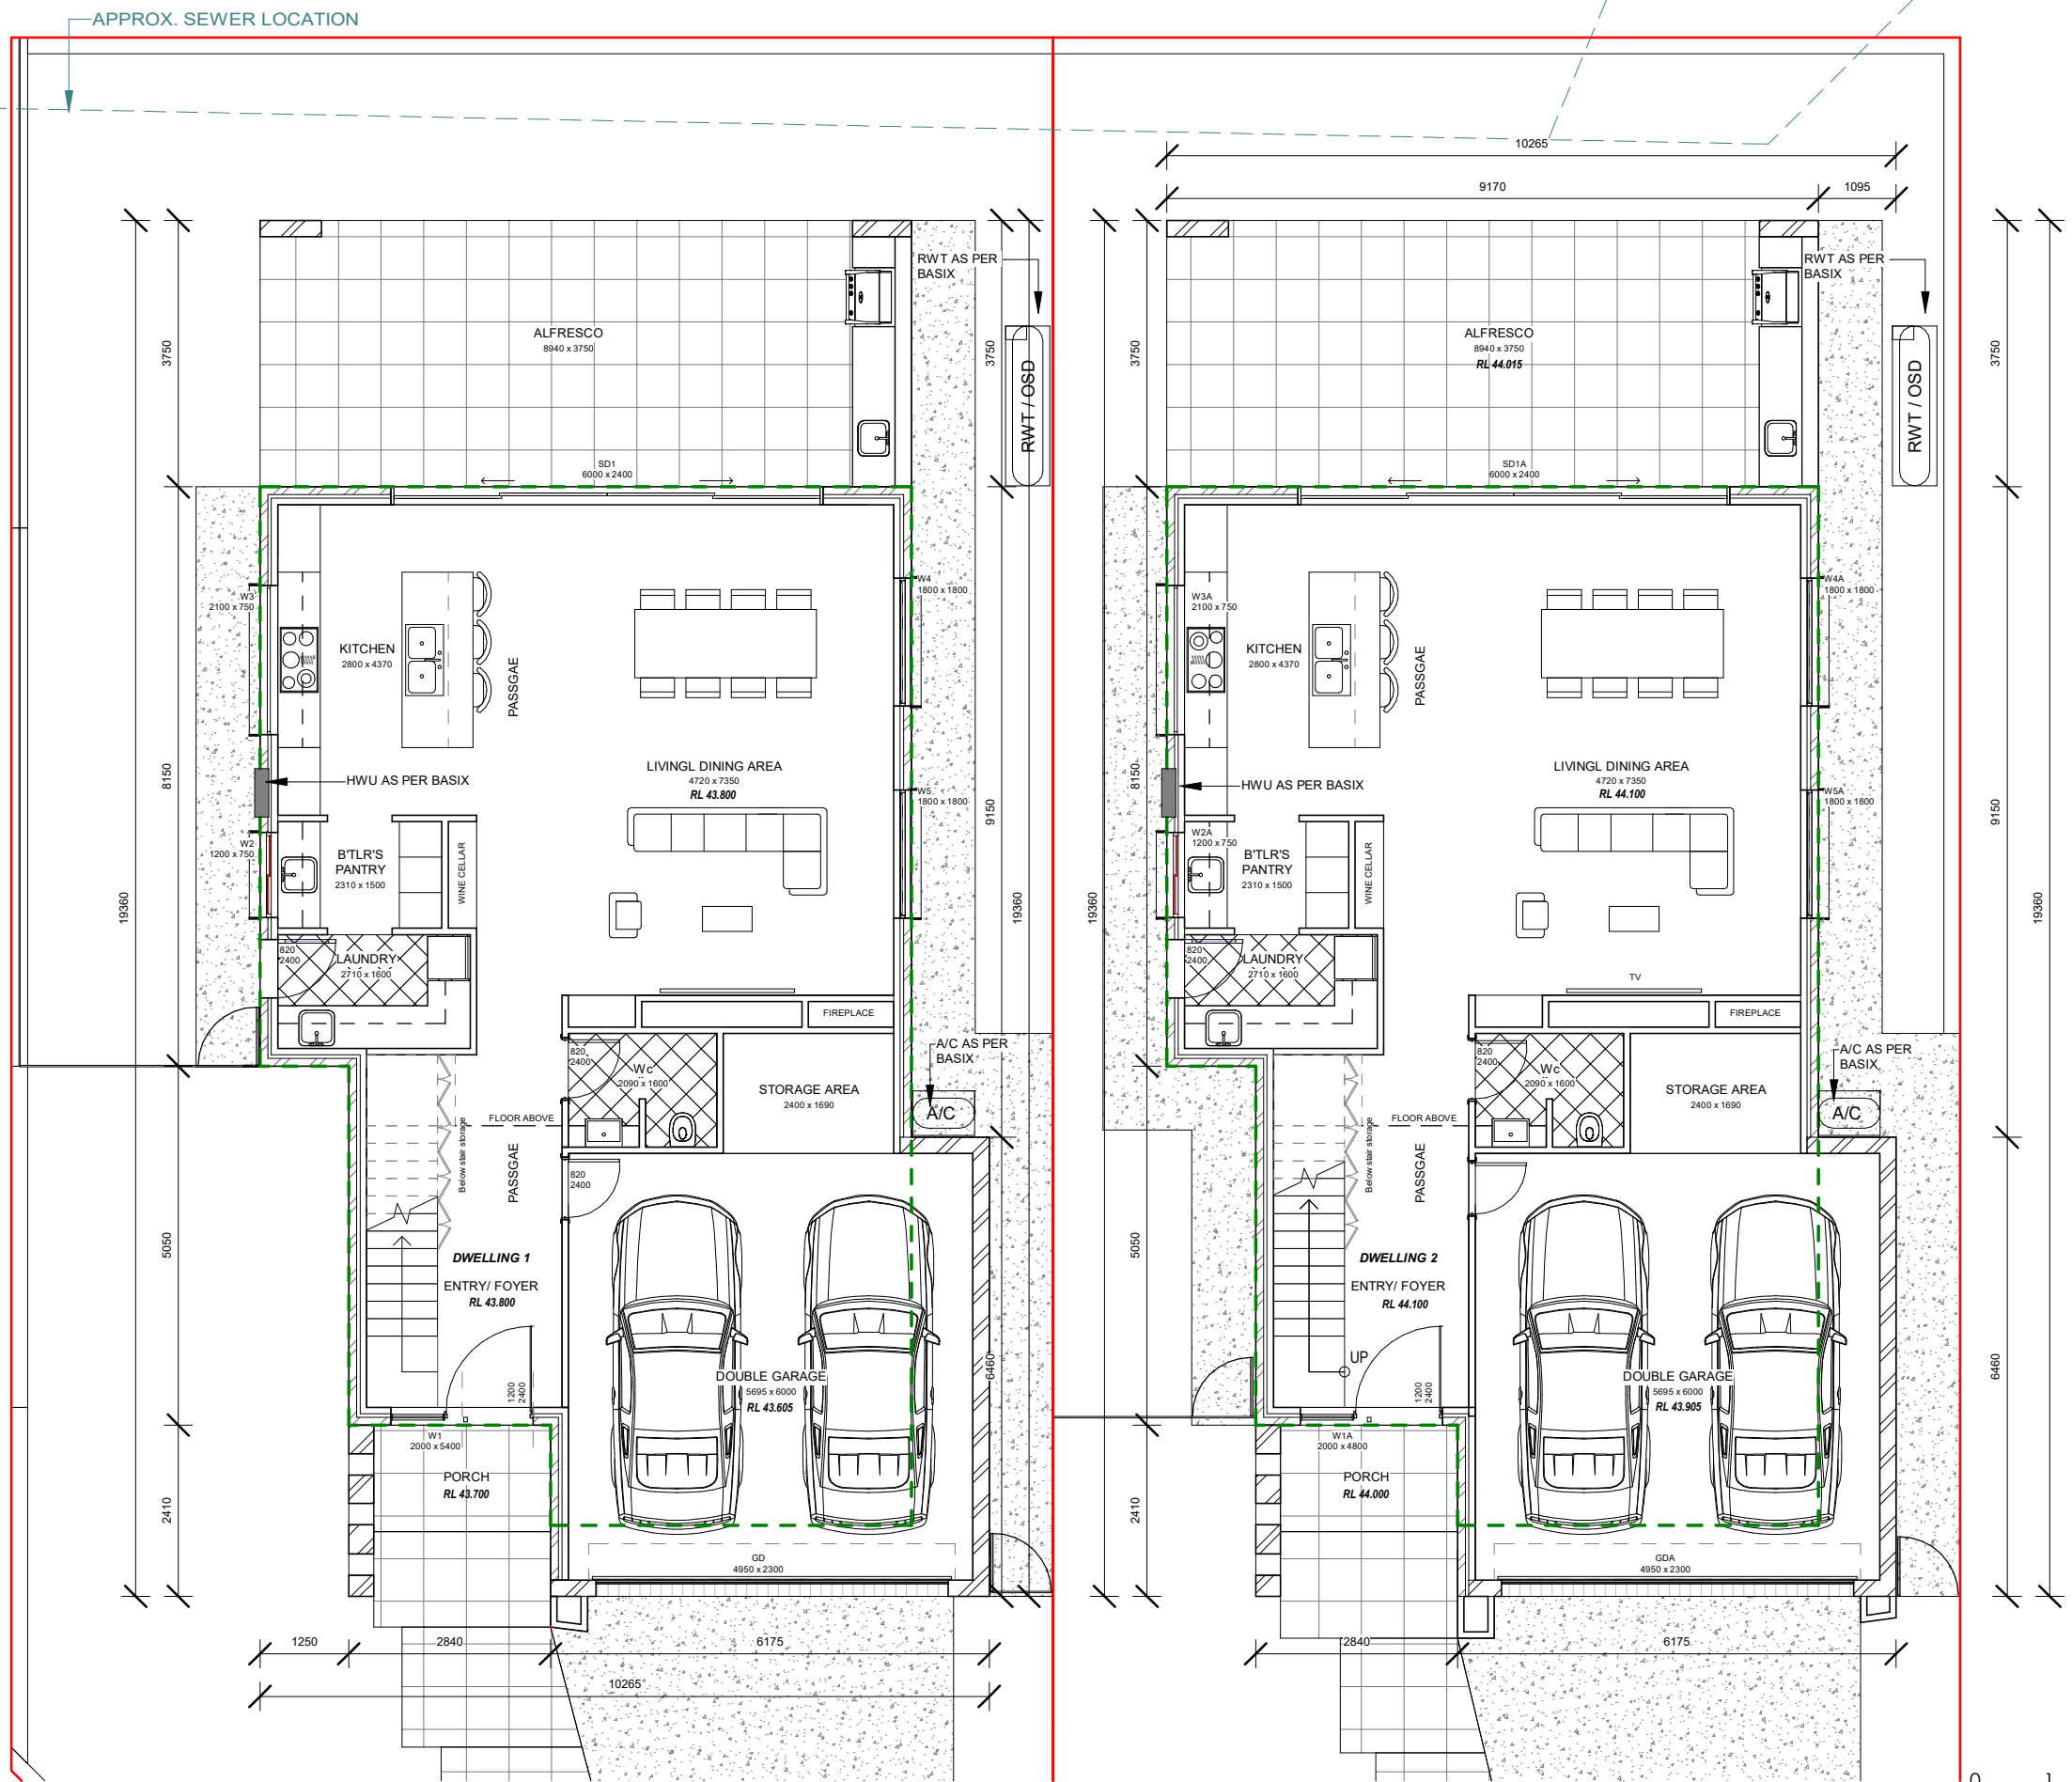 APPROX. SEWER LOCATION
10265
9170
1095
RWT AS PER
BASIX
RWT AS PER
BASIX
ALFRESCO
8940 x 3750
ALFRESCO
8940 x 3750
RL 44.015
3750
3750
3750
3750
RWT / OSD
RWT / OSD
SD1
6000 x 2400
SD1A
6000 x 2400
W3
2100 x 750
W4
1800 x 1800
W3A
2100 x 750
W4A
1800 x 1800
KITCHEN
2800 x 4370
PASSGAE
KITCHEN
2800 x 4370
PASSGAE
LIVINGL DINING AREA
4720 x 7350
RL 43.800
LIVINGL DINING AREA
4720 x 7350
RL 44.100
HWU AS PER BASIX
HWU AS PER BASIX
8150
8150
W5
1800 x 1800
W5A
1800 x 1800
9150
9150
W2
1200 x 750
W2A
1200 x 750
B'TLR'S
PANTRY
2310 x 1500
WINE CELLAR
B'TLR'S
PANTRY
2310 x 1500
WINE CELLAR
19360
19360
19360
19360
820
2400
LAUNDRY
2710 x 1600
820
2400
LAUNDRY
2710 x 1600
TV
FIREPLACE
FIREPLACE
820
2400
Wc
2090 x 1600
820
2400
Wc
2090 x 1600
A/C AS PER
BASIX
A/C AS PER
BASIX
STORAGE AREA
2400 x 1690
STORAGE AREA
2400 x 1690
A/C
A/C
FLOOR ABOVE
FLOOR ABOVE
Below stair storage
Below stair storage
PASSGAE
PASSGAE
820
2400
5050
5050
DWELLING 1
ENTRY/ FOYER
RL 43.800
DWELLING 2
ENTRY/ FOYER
RL 44.100
UP
1200
2400
1200
2400
DOUBLE GARAGE
5695 x 6000
RL 43.605
DOUBLE GARAGE
5695 x 6000
RL 43.905
6460
6460
W1
2000 x 5400
W1A
2000 x 4800
PORCH
RL 43.700
PORCH
RL 44.000
2410
2410
GD
4950 x 2300
GDA
4950 x 2300
1250
2840
6175
2840
6175
10265
0
1